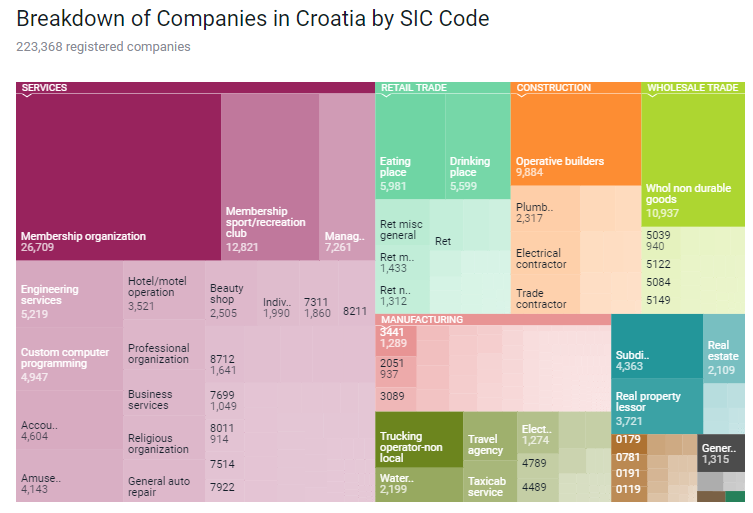 Breakdown of Companies in Croatia by SIC Code
223,368 registered companies
SERVICES
Membership organization
26,709
Membership
sport/recreation
club
12,821
Manag..
7,261
Engineering
services
5,219
Custom computer
programming
4,947
Accou..
4,604
Amuse..
4,143
Hotel/motel
operation
3,521
Professional
organization
Business
services
Religious
organization
General auto
repair
Beauty
shop
2,505
Indiv..
1,990
7311
1,860
8211
8712
1,641
7699
1,049
8011
914
7514
7922
RETAIL TRADE
Eating
place
5,981
Drinking
place
5,599
Ret misc
general
Ret
Ret m..
1,433
Ret n..
1,312
CONSTRUCTION
Operative builders
9,884
Plumb..
2,317
Electrical
contractor
Trade
contractor
WHOLESALE TRADE
Whol non durable
goods
10,937
5039
940
5122
5084
5149
MANUFACTURING
3441
1,289
2051
937
3089
Trucking
operator-non
local
Water..
2,199
Travel
agency
Taxicab
service
Elect..
1,274
4789
4489
Subdi..
4,363
Real
estate
2,109
Real property
lessor
3,721
0179
0781
0191
0119
Gener..
1,315